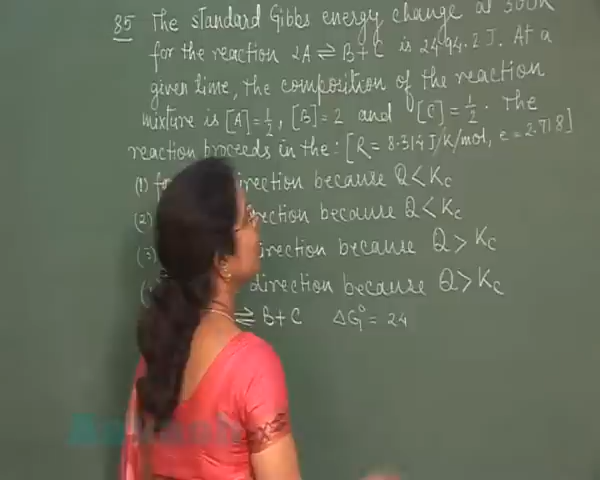 85 The standard Gibbs energy change at 300K
for the reaction 2A ⇌ B+C is 2494.2 J. At a
given time, the composition of the reaction
mixture is [A]=1/2, [B]=2 and [C]=1/2. The
reaction proceeds in the: [R = 8.314 J/K/mol, e = 2.718]
(1) direction because Q < Kc
(2) direction because Q < Kc
(3) direction because Q > Kc
direction because Q > Kc
⇌ B+C ΔG° = 24